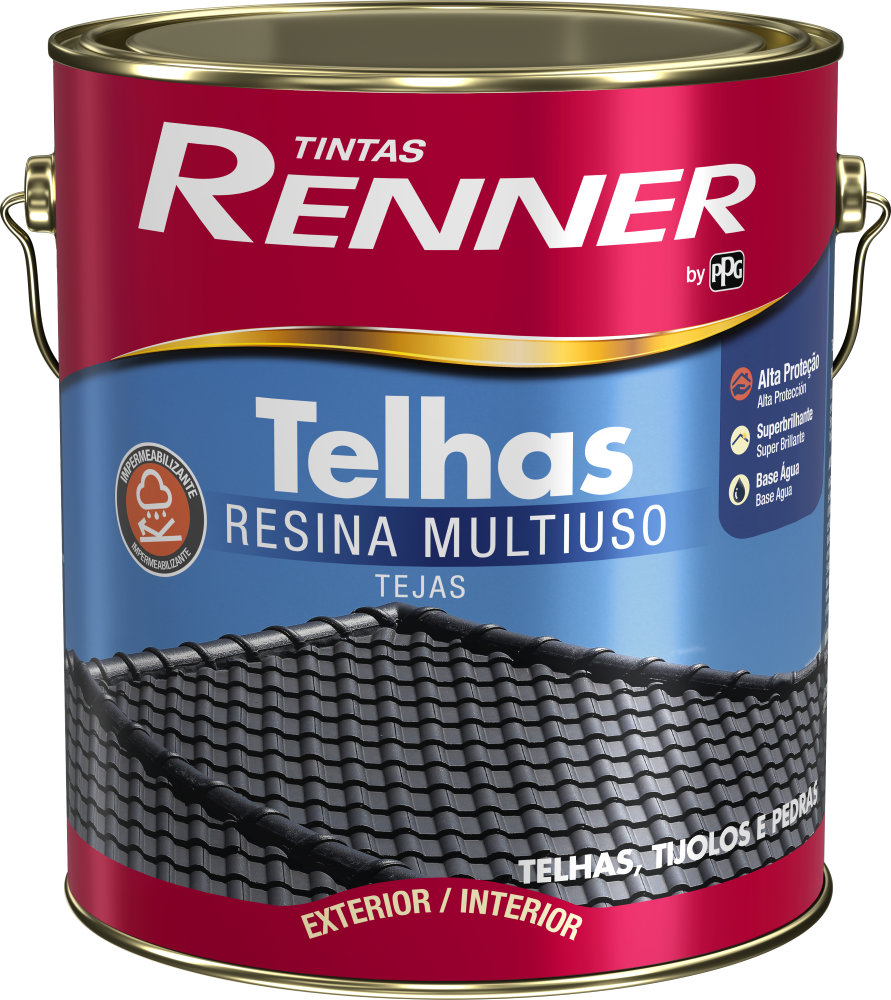 TINTAS
RENNER
by PPG
Alta Proteção
Alta Protección
Superbrilhante
Super Brillante
Base Água
Base Agua
Telhas
IMPERMEABILIZANTE
IMPERMEABILIZANTE
RESINA MULTIUSO
TEJAS
TELHAS, TIJOLOS E PEDRAS
EXTERIOR / INTERIOR